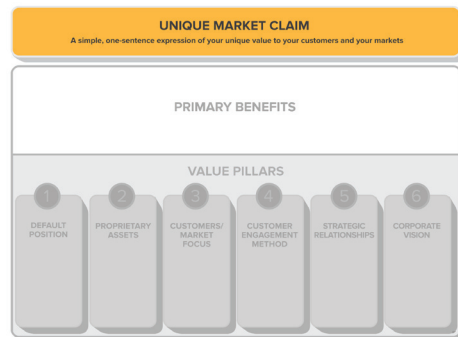 UNIQUE MARKET CLAIM
A simple, one-sentence expression of your unique value to your customers and your markets
PRIMARY BENEFITS
VALUE PILLARS
1
2
3
4
5
6
DEFAULT
POSITION
PROPRIETARY
ASSETS
CUSTOMERS/
MARKET
FOCUS
CUSTOMER
ENGAGEMENT
METHOD
STRATEGIC
RELATIONSHIPS
CORPORATE
VISION